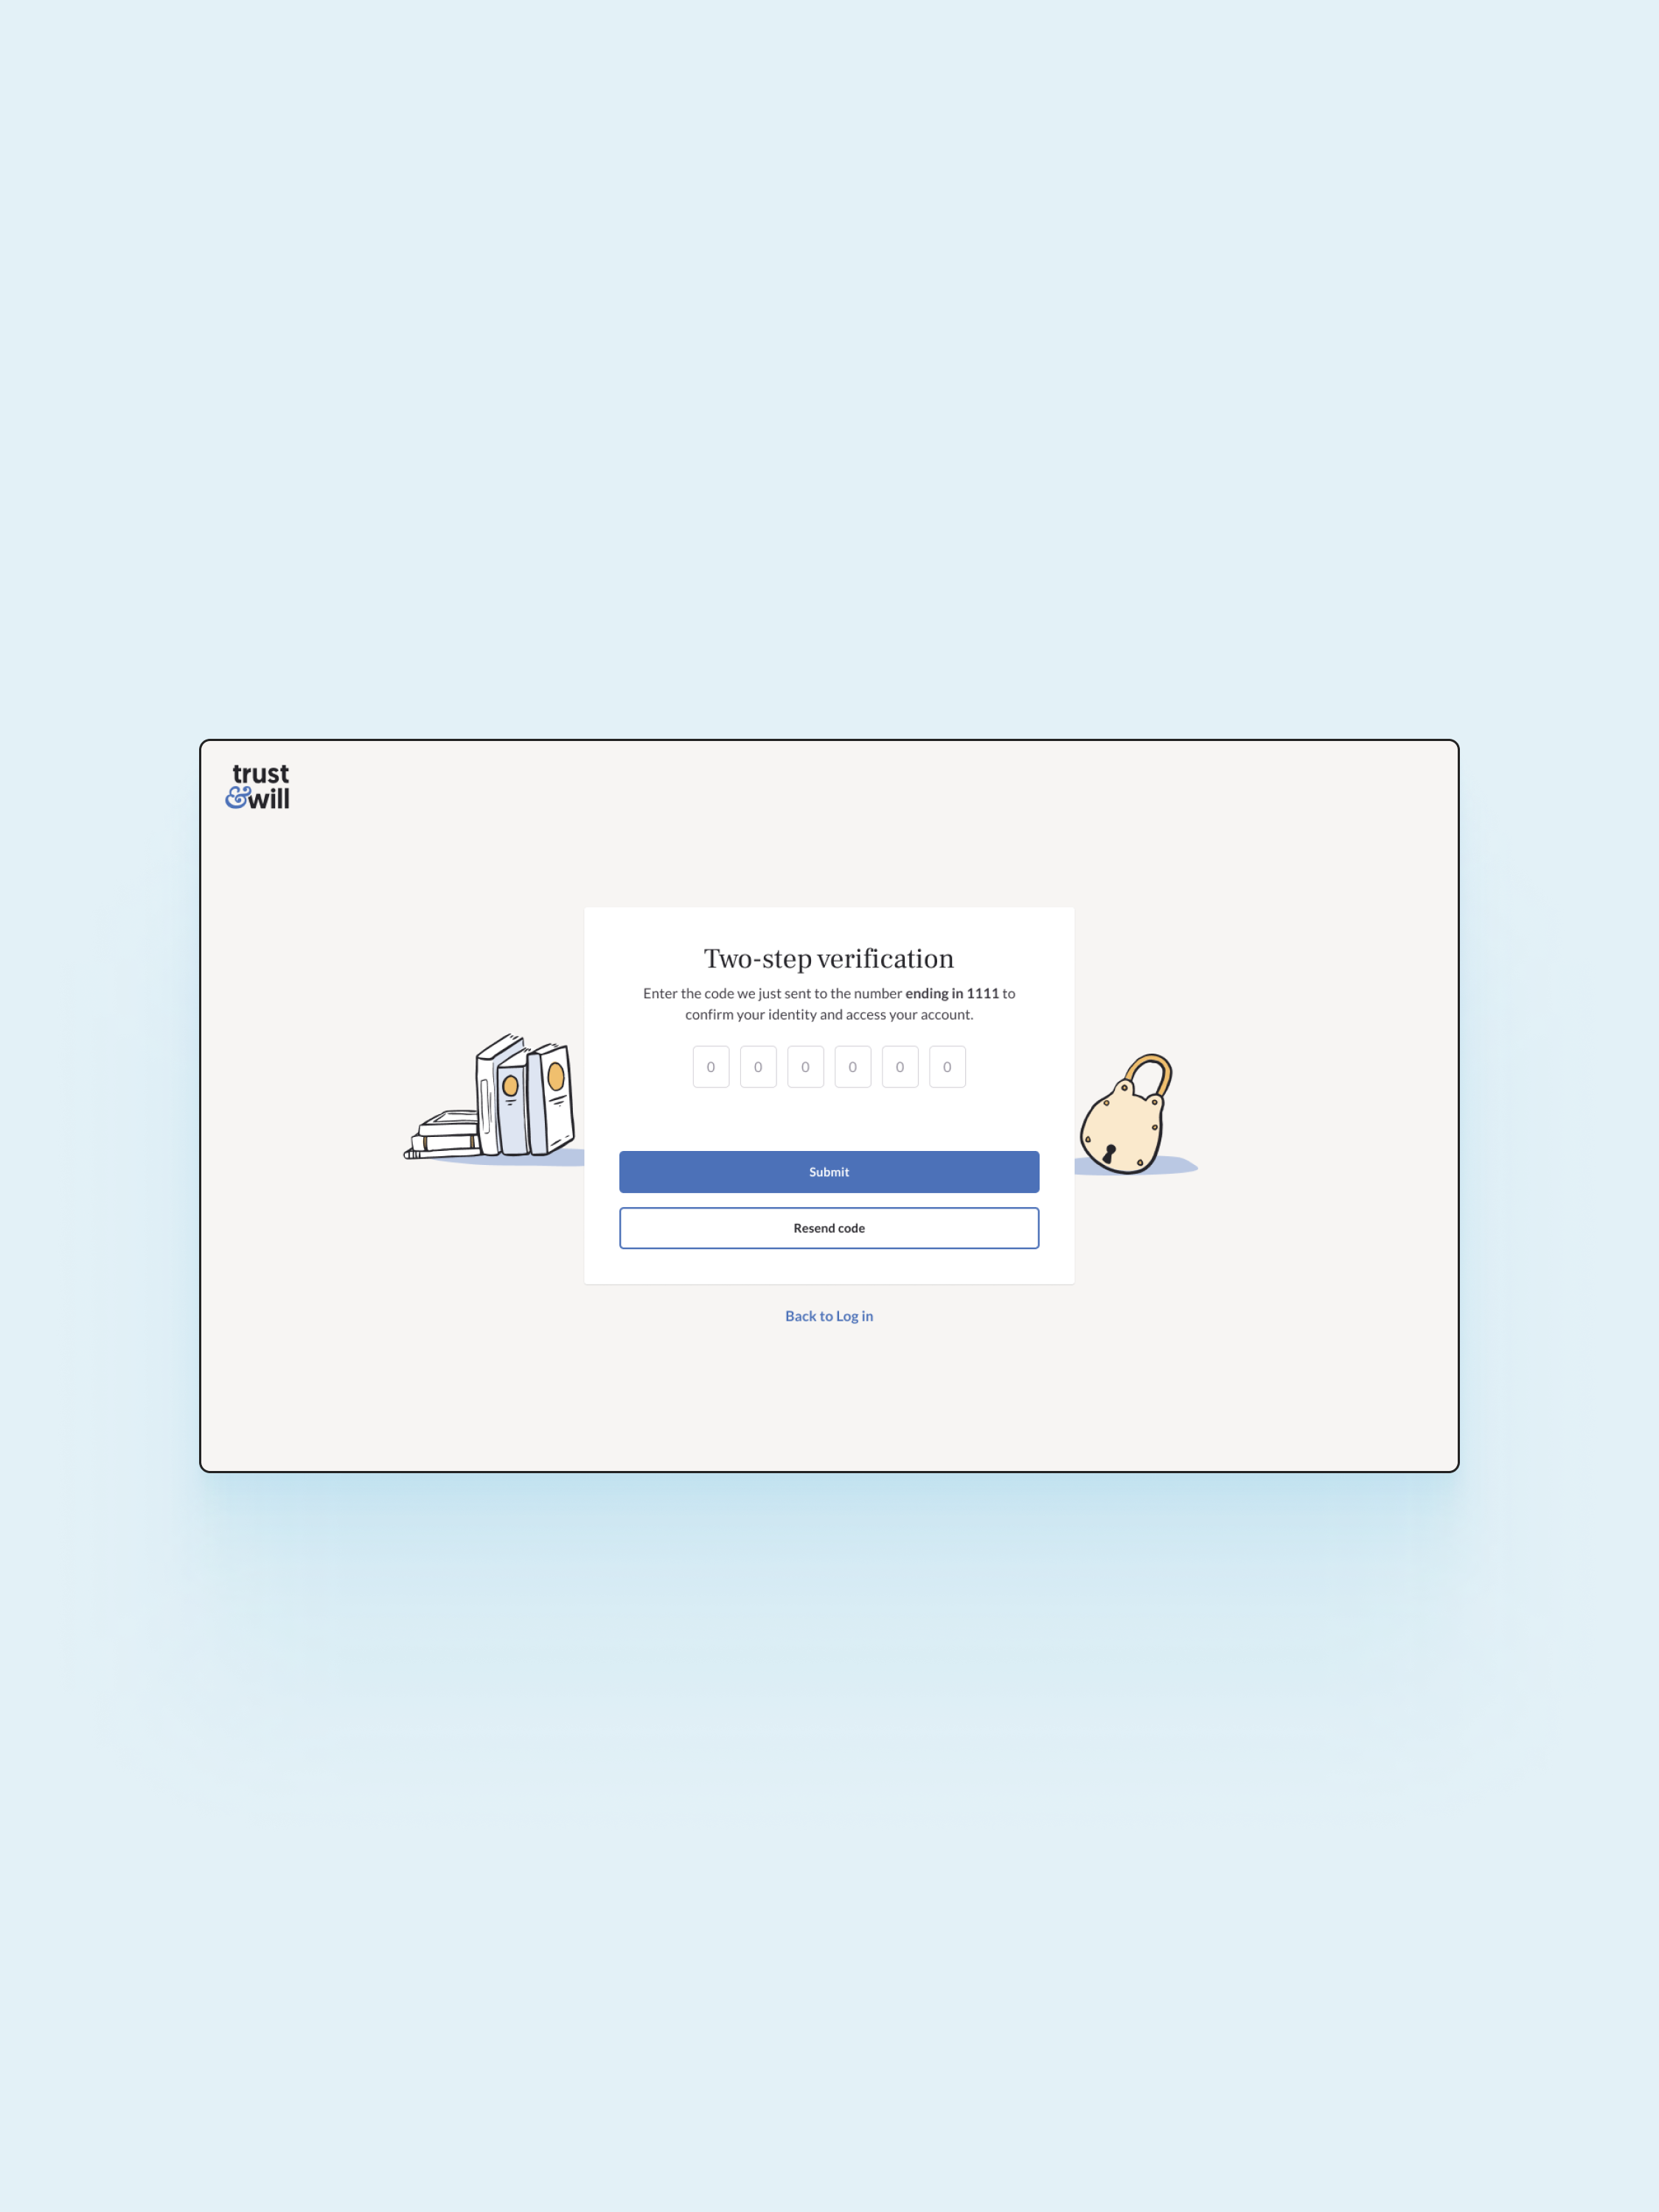 trust
&will
Two-step verification
Enter the code we just sent to the number ending in 1111 to
confirm your identity and access your account.
0 0 0 0 0 0
Submit
Resend code
Back to Log in